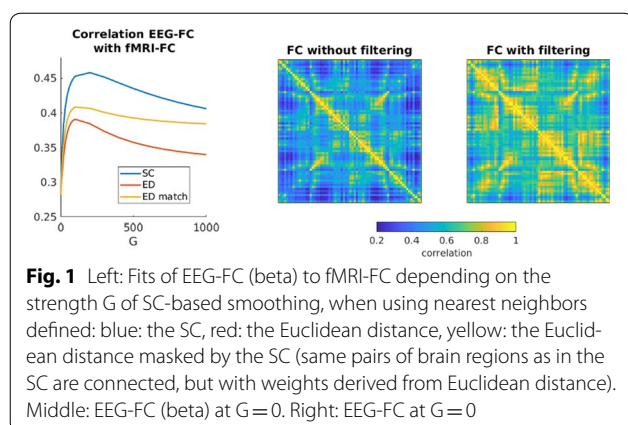 Correlation EEG-FC
with fMRI-FC
0.45
0.4
0.35
0.3
0.25
0
500
1000
G
SC
ED
ED match
FC without filtering
FC with filtering
0.2
0.4
0.6
0.8
1
correlation
Fig. 1 Left: Fits of EEG-FC (beta) to fMRI-FC depending on the
strength G of SC-based smoothing, when using nearest neighbors
defined: blue: the SC, red: the Euclidean distance, yellow: the Euclid-
ean distance masked by the SC (same pairs of brain regions as in the
SC are connected, but with weights derived from Euclidean distance).
Middle: EEG-FC (beta) at G = 0. Right: EEG-FC at G = 0